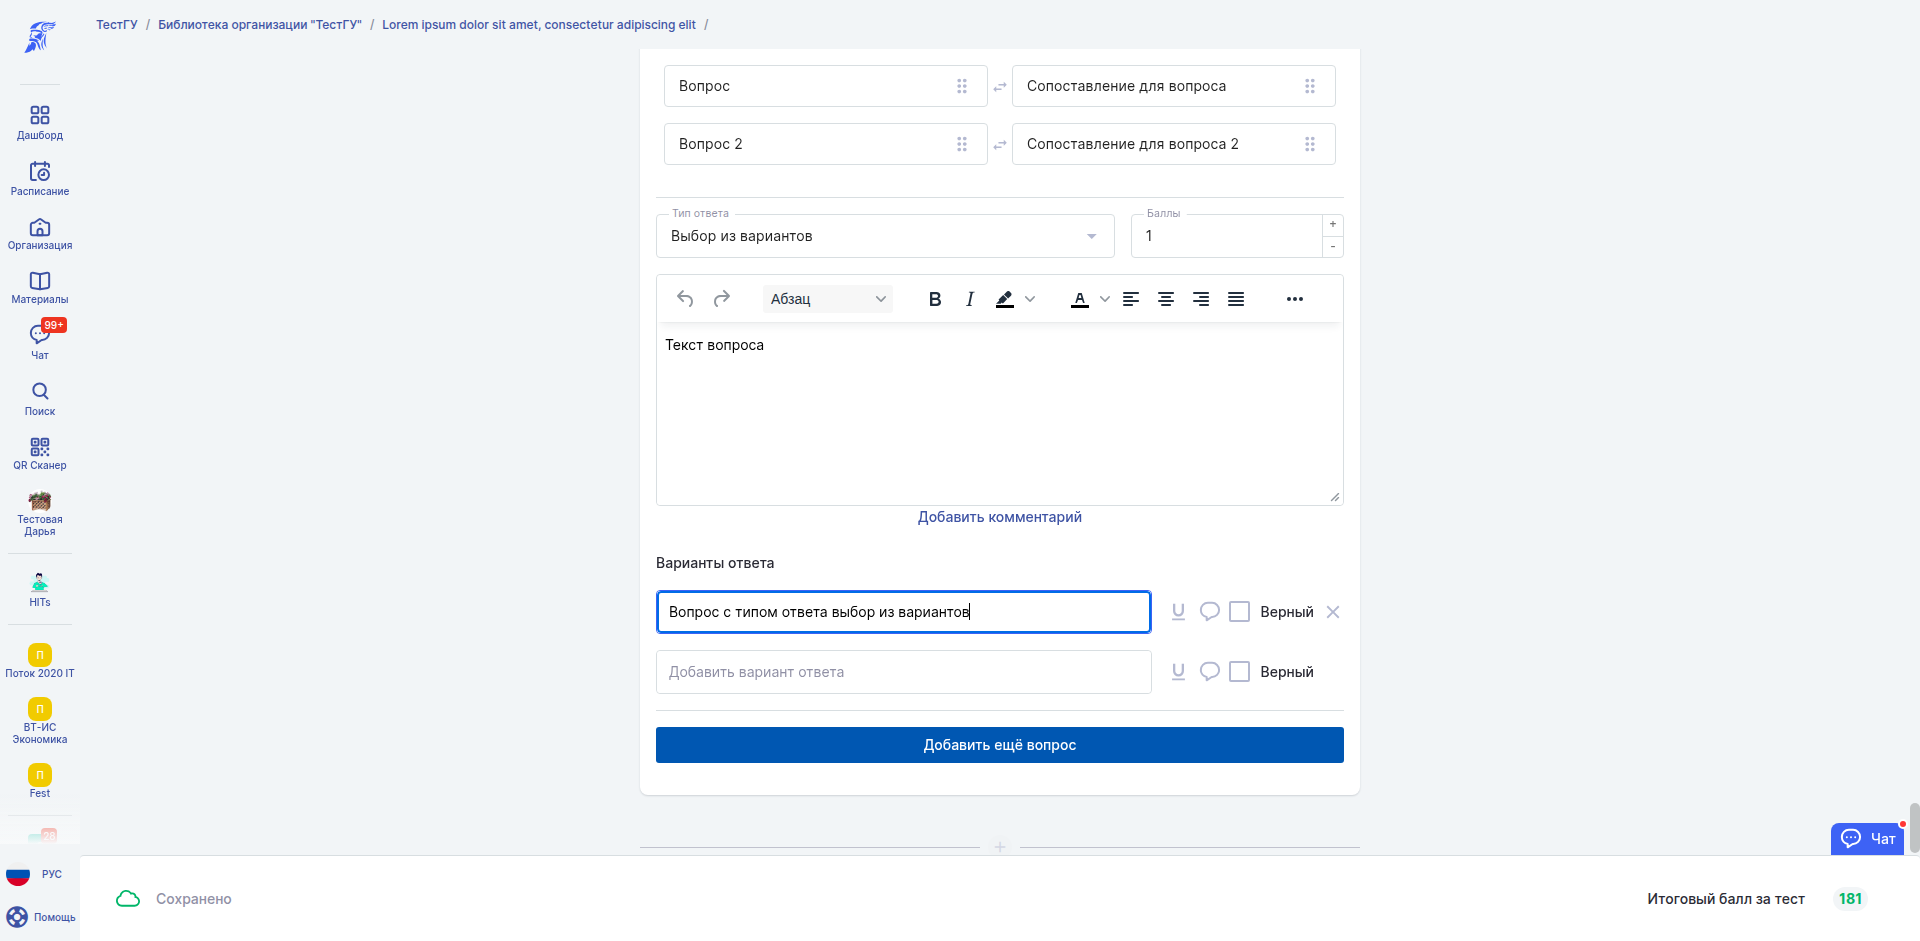 ТестГУ / Библиотека организации "ТестГУ" / Lorem ipsum dolor sit amet, consectetur adipiscing elit /
Дашборд
Расписание
Организация
Материалы
99+
Чат
Поиск
QR Сканер
Тестовая
Дарья
HITs
П
Поток 2020 IT
П
ВТ-ИС
Экономика
П
Fest
28
РУС
Помощь
Вопрос
Сопоставление для вопроса
Вопрос 2
Сопоставление для вопроса 2
Тип ответа
Выбор из вариантов
Баллы
1
+
-
Абзац
B I A
Текст вопроса
Добавить комментарий
Варианты ответа
Вопрос с типом ответа выбор из вариантов
U Верный
Добавить вариант ответа
U Верный
Добавить ещё вопрос
+
Чат
Сохранено
Итоговый балл за тест 181